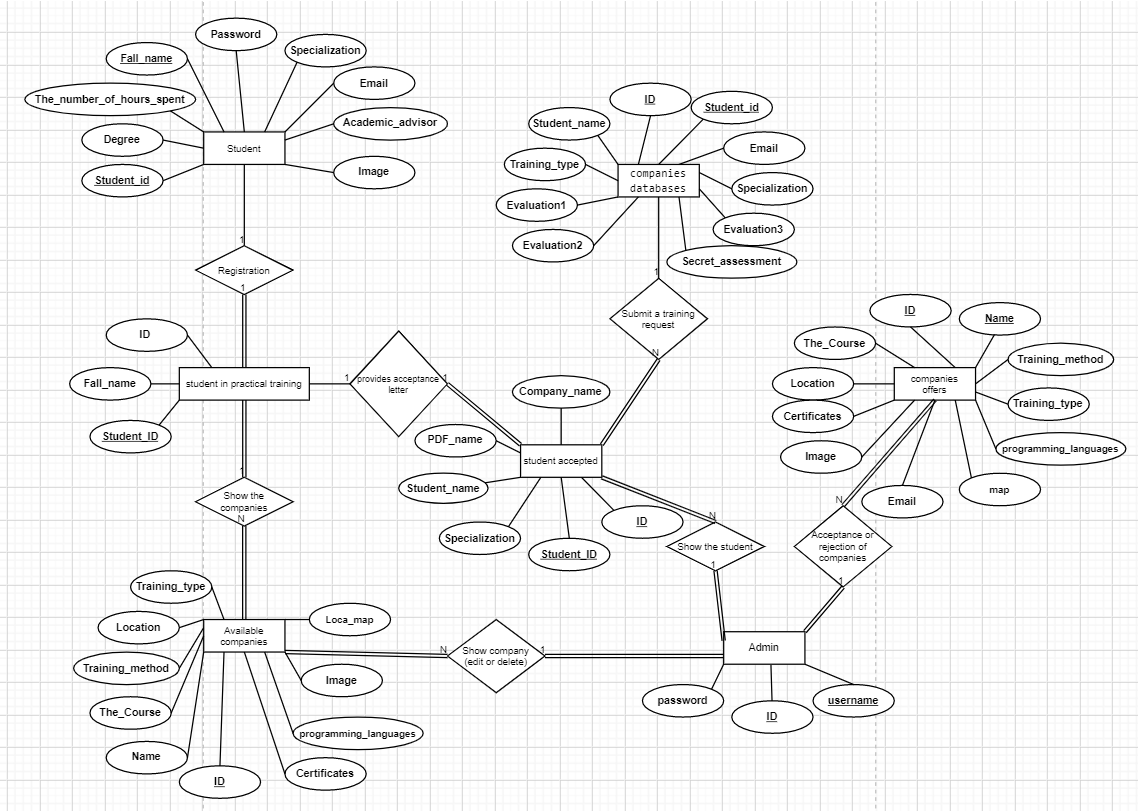 Password
Fall_name
Specialization
Email
The_number_of_hours_spent
Academic_advisor
Degree
Student
Student_id
Image
1
Registration
1
ID
Student_id
Student_name
Email
Training_type
companies
databases
Specialization
Evaluation1
Evaluation3
Evaluation2
Secret_assessment
1
Submit a training
request
N
ID
Name
The_Course
Training_method
Location
companies
offers
Training_type
Certificates
programming_languages
Image
Email
map
ID
Fall_name
student in practical training
Student_ID
1
provides acceptance
letter
1
Company_name
PDF_name
student accepted
Student_name
Specialization
Student_ID
ID
1
Show the
companies
N
N
Show the student
1
N
Acceptance or
rejection of
companies
1
Training_type
Location
Available
companies
Loca_map
Training_method
Image
The_Course
programming_languages
Name
Certificates
ID
N
Show company
(edit or delete)
1
Admin
password
username
ID